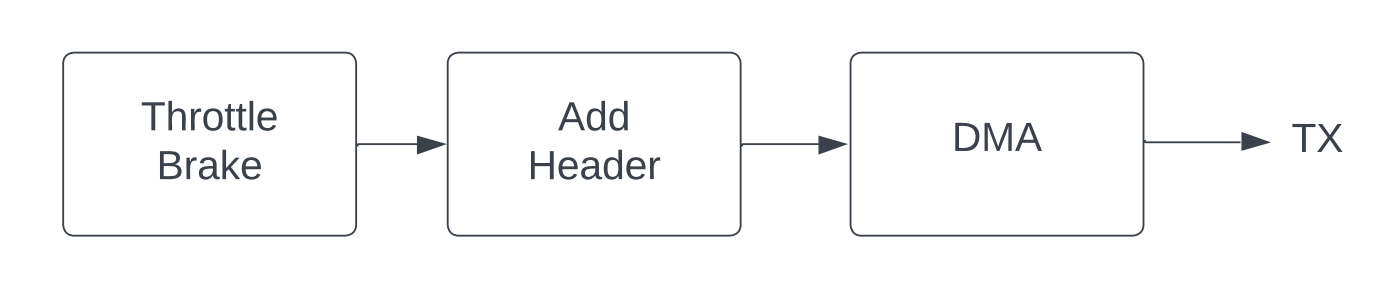 Throttle
Brake
Add
Header
DMA
TX